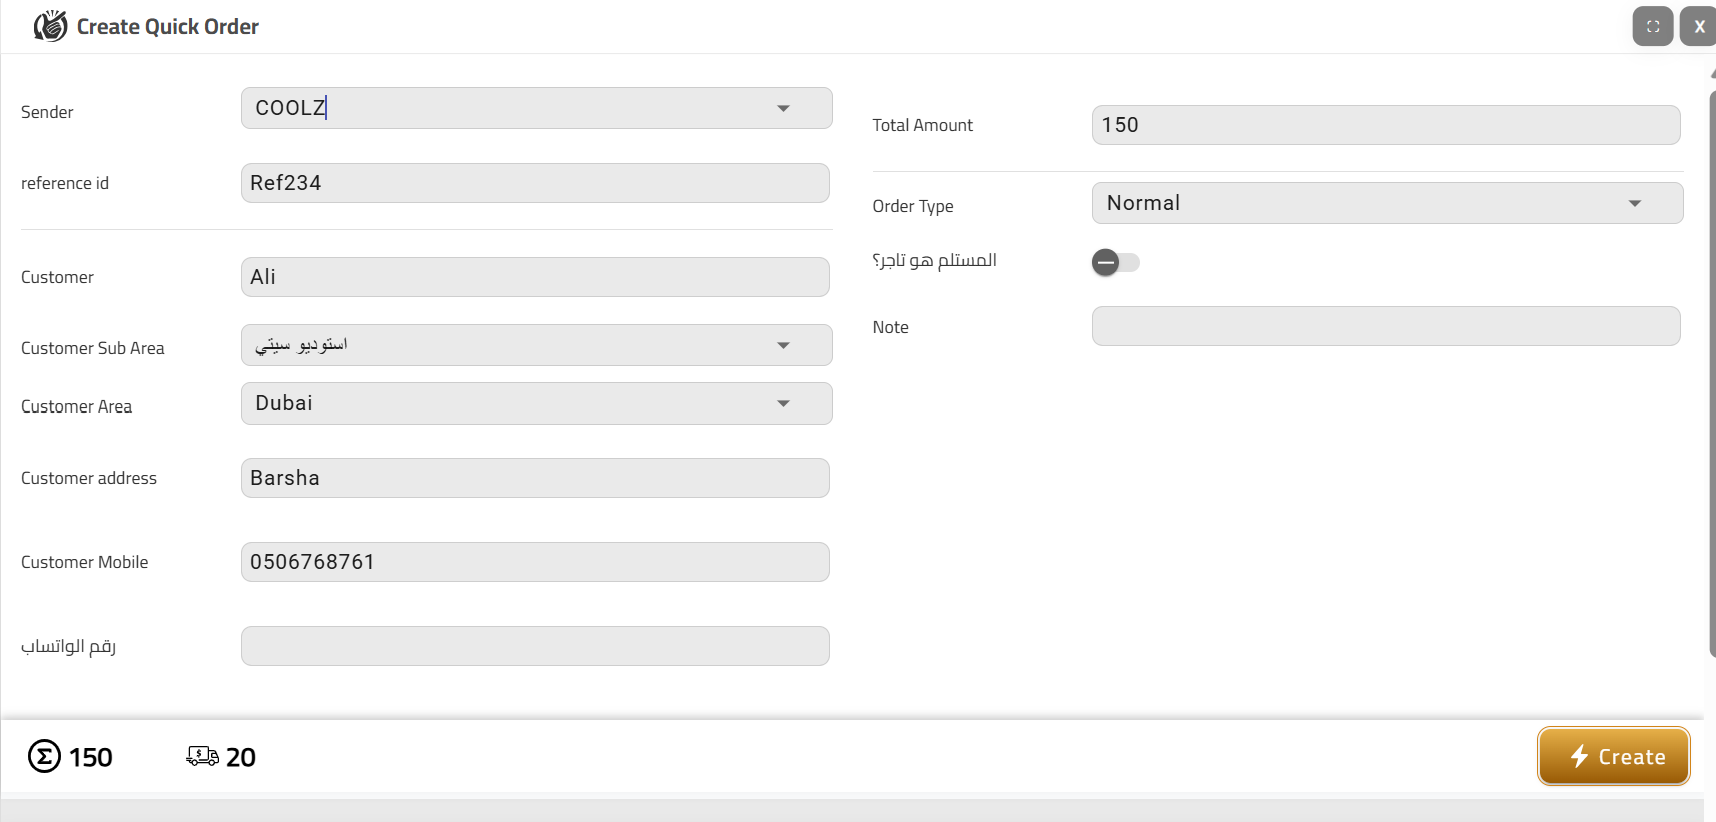 Create Quick Order
X
Sender
COOLZ
reference id
Ref234
Customer
Ali
Customer Sub Area
استوديو سيتي
Customer Area
Dubai
Customer address
Barsha
Customer Mobile
0506768761
رقم الواتساب
Total Amount
150
Order Type
Normal
المستلم هو تاجر؟
Note
Σ 150
$ 20
Create